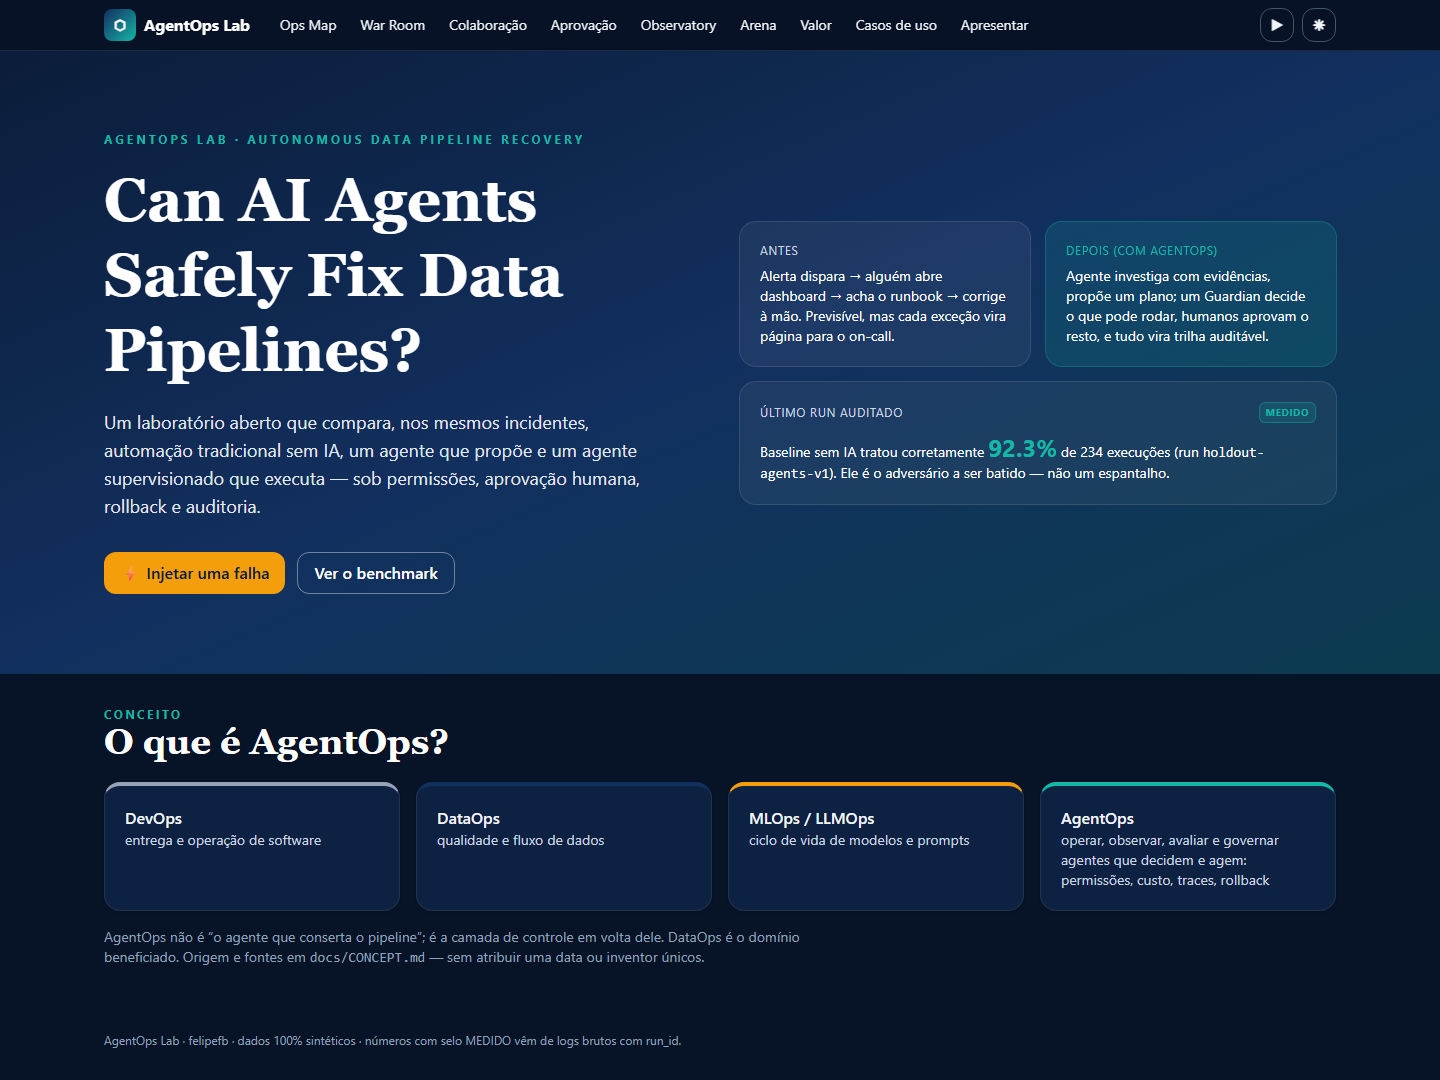 AgentOps Lab
Ops Map
War Room
Colaboração
Aprovação
Observatory
Arena
Valor
Casos de uso
Apresentar
AGENTOPS LAB · AUTONOMOUS DATA PIPELINE RECOVERY
Can AI Agents
Safely Fix Data
Pipelines?
Um laboratório aberto que compara, nos mesmos incidentes,
automação tradicional sem IA, um agente que propõe e um agente
supervisionado que executa — sob permissões, aprovação humana,
rollback e auditoria.
Injetar uma falha
Ver o benchmark
ANTES
Alerta dispara → alguém abre
dashboard → acha o runbook → corrige
à mão. Previsível, mas cada exceção vira
página para o on-call.
DEPOIS (COM AGENTOPS)
Agente investiga com evidências,
propõe um plano; um Guardian decide
o que pode rodar, humanos aprovam o
resto, e tudo vira trilha auditável.
ÚLTIMO RUN AUDITADO
MEDIDO
Baseline sem IA tratou corretamente 92.3% de 234 execuções (run holdout-
agents-v1). Ele é o adversário a ser batido — não um espantalho.
CONCEITO
O que é AgentOps?
DevOps
entrega e operação de software
DataOps
qualidade e fluxo de dados
MLOps / LLMOps
ciclo de vida de modelos e prompts
AgentOps
operar, observar, avaliar e governar
agentes que decidem e agem:
permissões, custo, traces, rollback
AgentOps não é “o agente que conserta o pipeline”; é a camada de controle em volta dele. DataOps é o domínio
beneficiado. Origem e fontes em docs/CONCEPT.md — sem atribuir uma data ou inventor únicos.
AgentOps Lab · felipefb · dados 100% sintéticos · números com selo MEDIDO vêm de logs brutos com run_id.